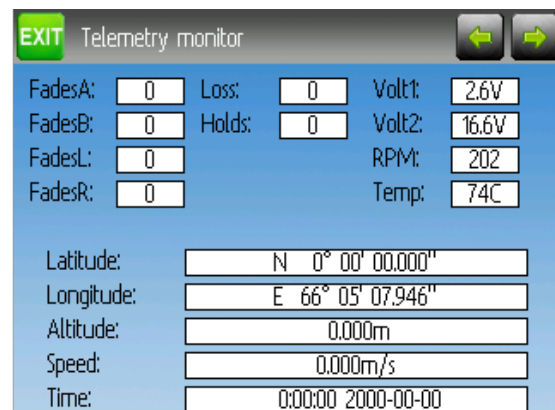 EXIT Telemetry monitor
FadesA: 0 Loss: 0 Volt1: 2.6V
FadesB: 0 Holds: 0 Volt2: 16.6V
FadesL: 0 RPM: 202
FadesR: 0 Temp: 74C
Latitude: N 0° 00' 00.000"
Longitude: E 66° 05' 07.946"
Altitude: 0.000m
Speed: 0.000m/s
Time: 0:00:00 2000-00-00